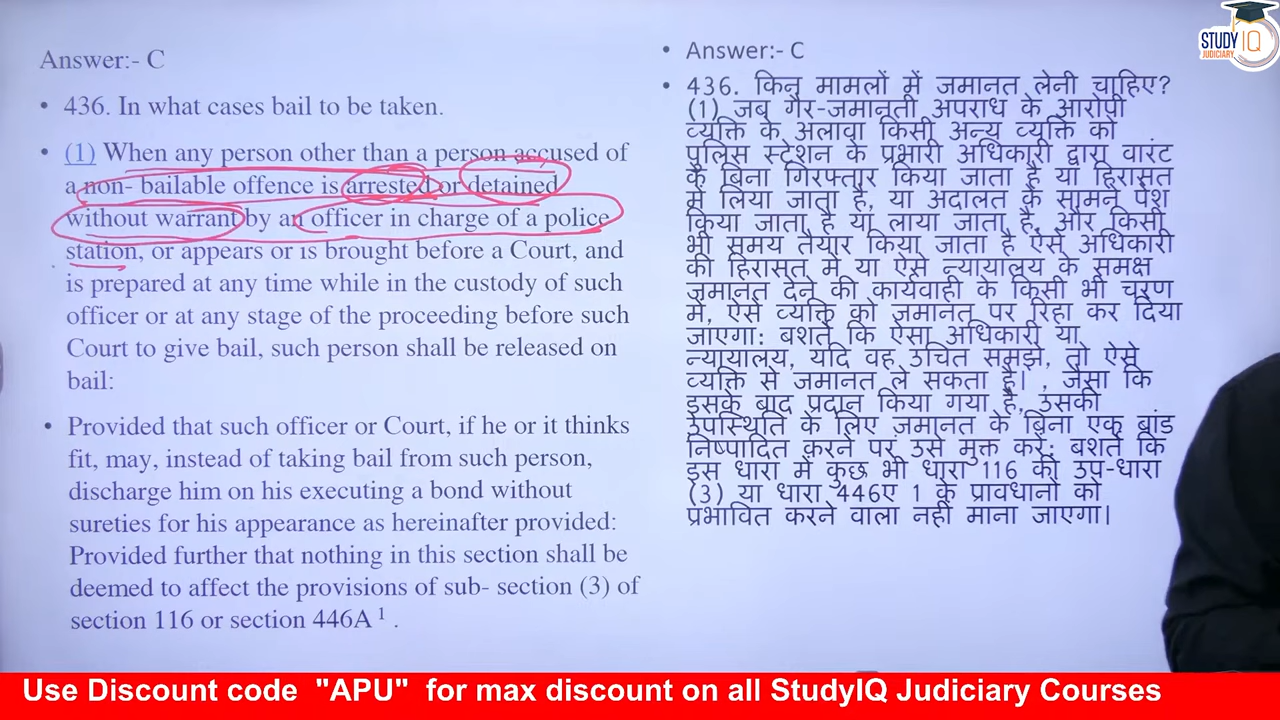 Answer:- C
• 436. In what cases bail to be taken.
• (1) When any person other than a person accused of
a non- bailable offence is arrested or detained
without warrant by an officer in charge of a police
station, or appears or is brought before a Court, and
is prepared at any time while in the custody of such
officer or at any stage of the proceeding before such
Court to give bail, such person shall be released on
bail:
• Provided that such officer or Court, if he or it thinks
fit, may, instead of taking bail from such person,
discharge him on his executing a bond without
sureties for his appearance as hereinafter provided:
Provided further that nothing in this section shall be
deemed to affect the provisions of sub- section (3) of
section 116 or section 446A 1 .
• Answer:- C
• 436. किन मामलों में जमानत लेनी चाहिए?
(1) जब गैर-जमानती अपराध के आरोपी
व्यक्ति के अलावा किसी अन्य व्यक्ति को
पुलिस स्टेशन के प्रभारी अधिकारी द्वारा वारंट
के बिना गिरफ्तार किया जाता है या हिरासत
में लिया जाता है, या अदालत के सामने पेश
किया जाता है या लाया जाता है, और किसी
भी समय तैयार किया जाता है ऐसे अधिकारी
की हिरासत में या ऐसे न्यायालय के समक्ष
जमानत देने की कार्यवाही के किसी भी चरण
में, ऐसे व्यक्ति को जमानत पर रिहा कर दिया
जाएगा: बशर्ते कि ऐसा अधिकारी या
न्यायालय, यदि वह उचित समझे, तो ऐसे
व्यक्ति से जमानत ले सकता है। , जैसा कि
इसके बाद प्रदान किया गया है, उसकी
उपस्थिति के लिए जमानत के बिना एक बांड
निष्पादित करने पर उसे मुक्त करें: बशर्ते कि
इस धारा में कुछ भी धारा 116 की उप-धारा
(3) या धारा 446ए 1 के प्रावधानों को
प्रभावित करने वाला नहीं माना जाएगा।
STUDY IQ
JUDICIARY
Use Discount code "APU" for max discount on all StudyIQ Judiciary Courses